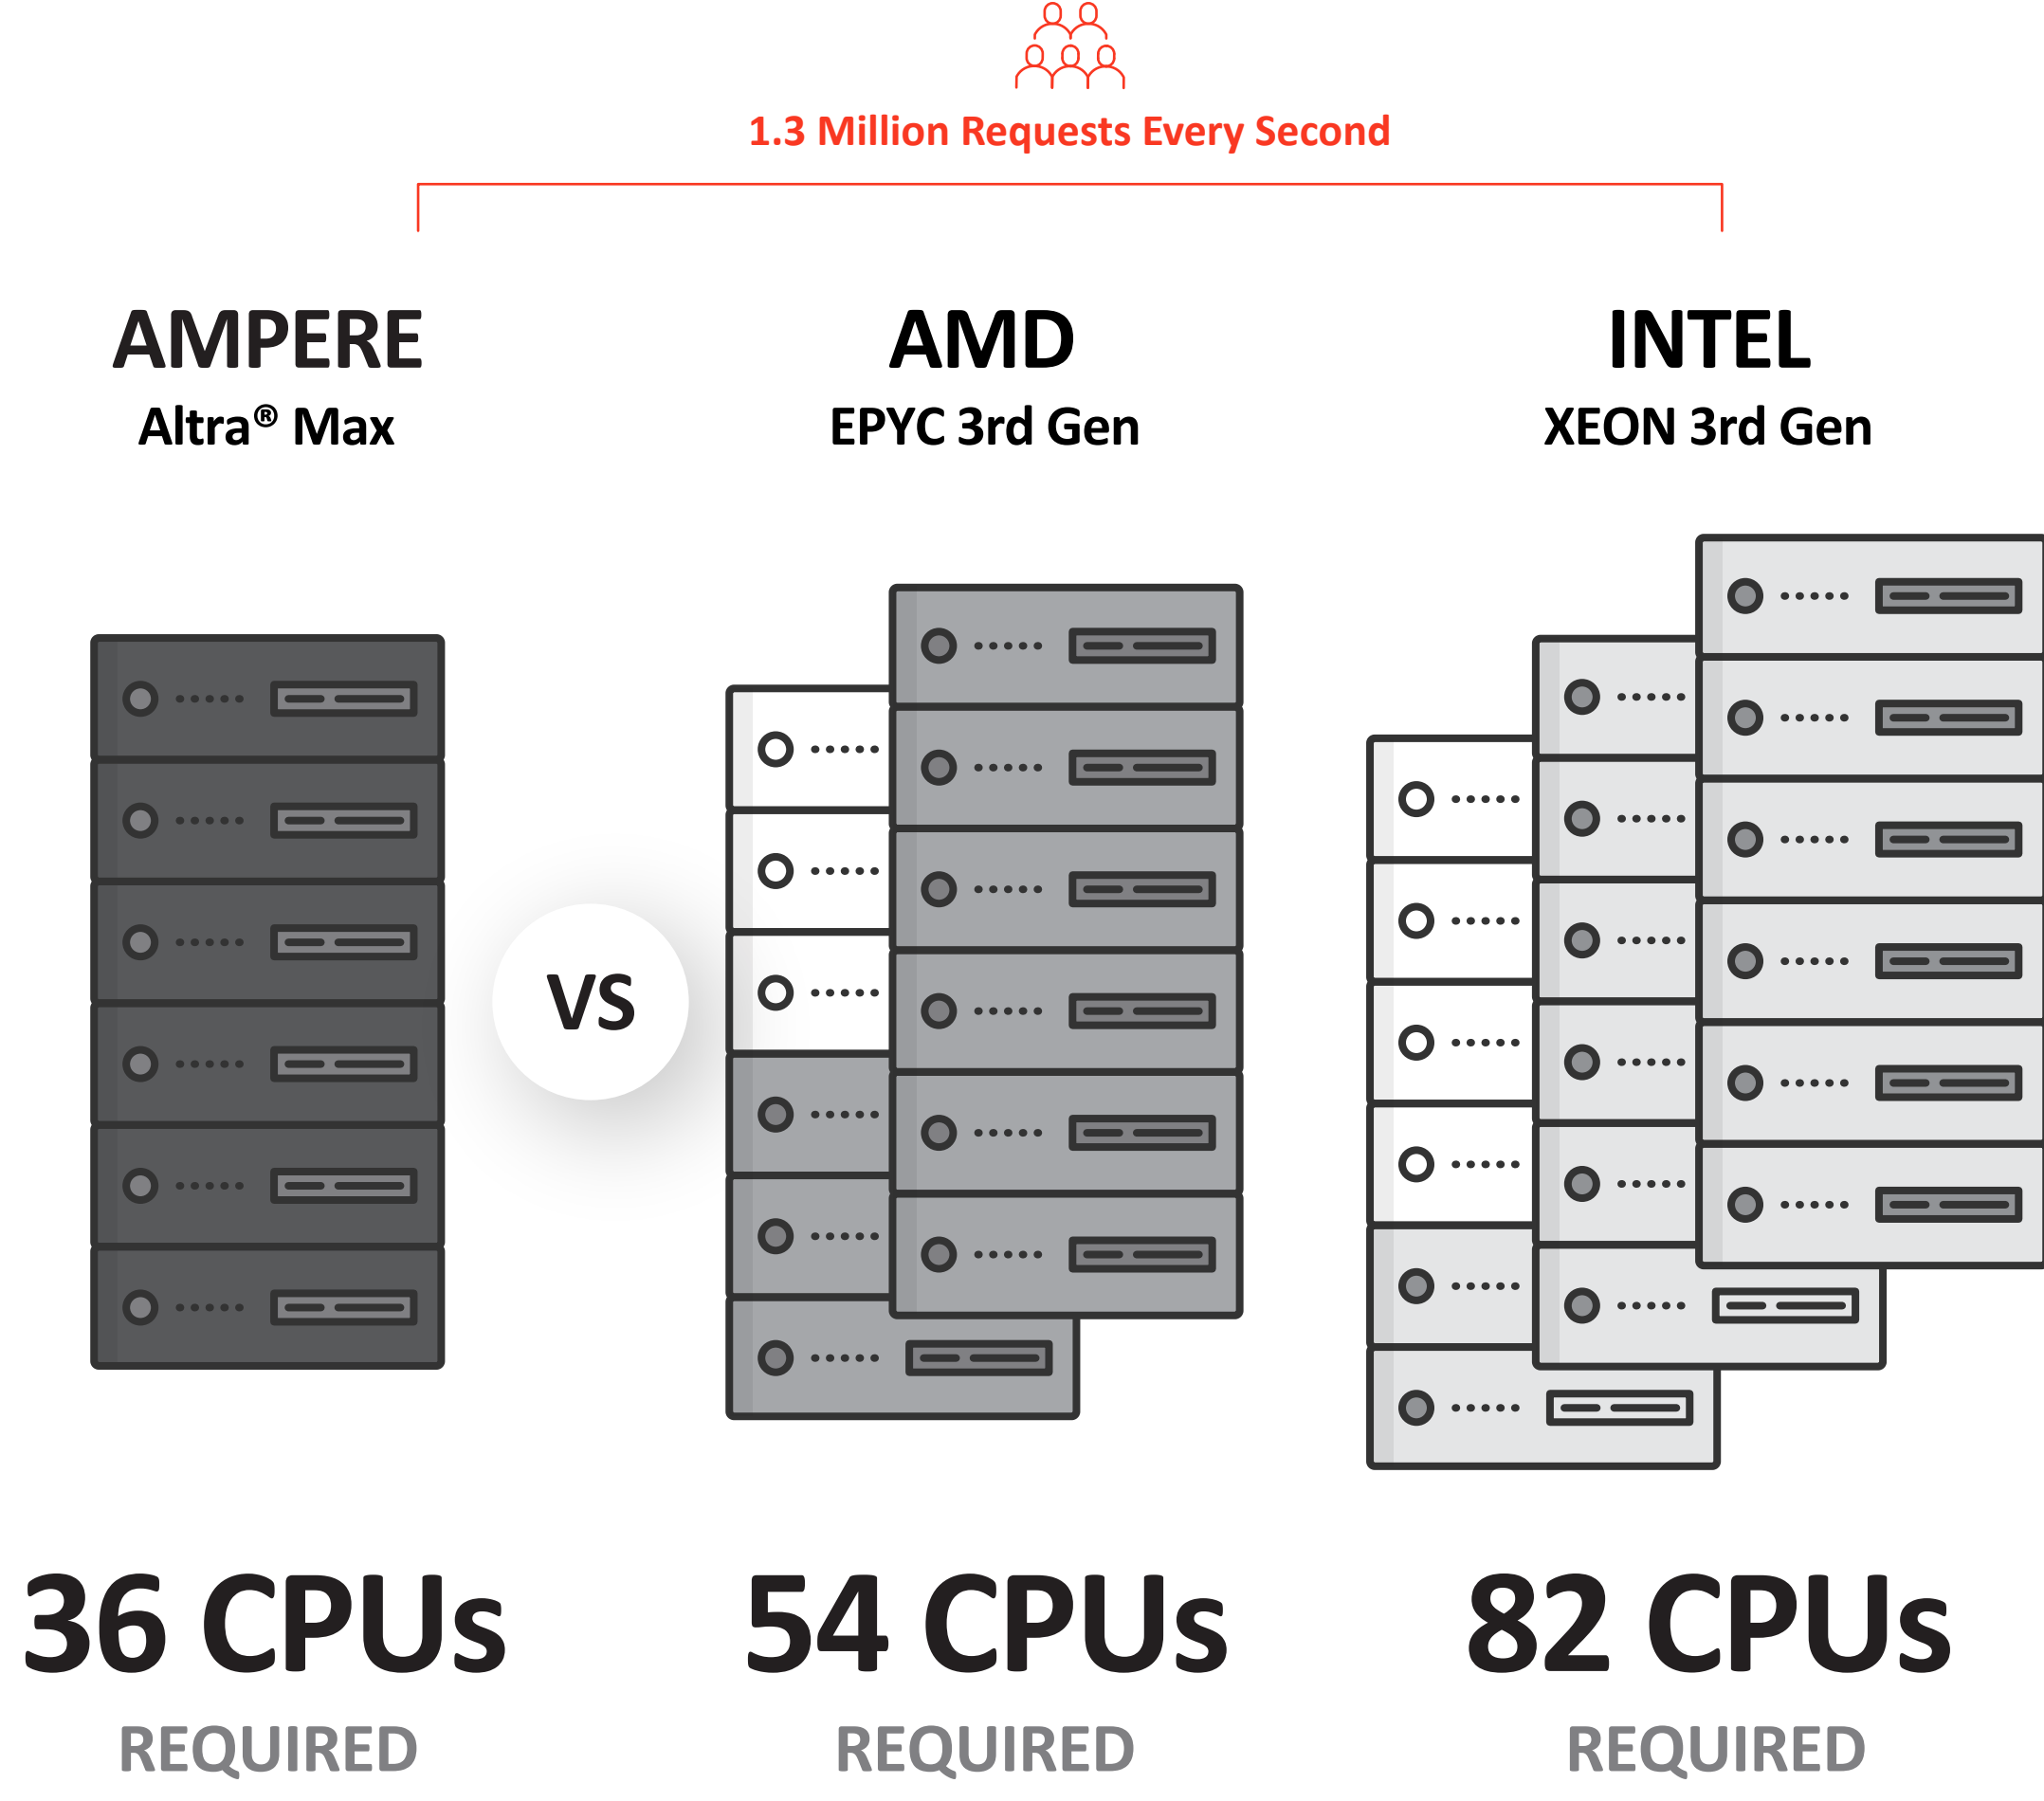 1.3 Million Requests Every Second
AMPERE
Altra® Max
AMD
EPYC 3rd Gen
INTEL
XEON 3rd Gen
VS
36 CPUs
REQUIRED
54 CPUs
REQUIRED
82 CPUs
REQUIRED